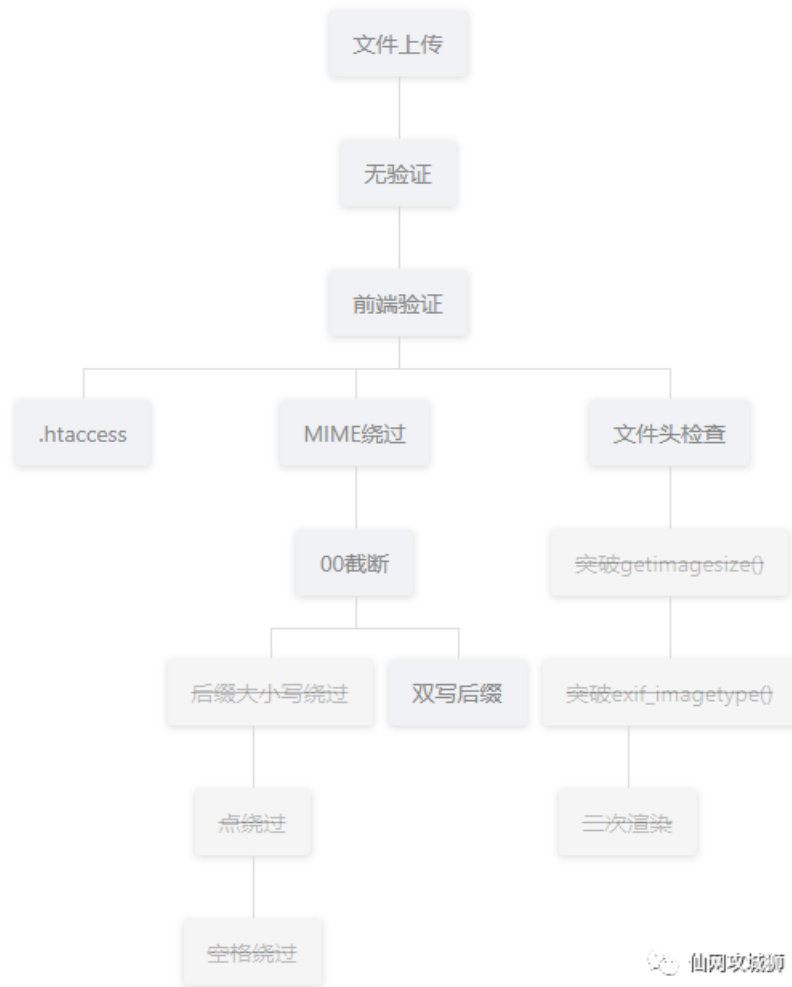 文件上传
无验证
前端验证
.htaccess
MIME绕过
文件头检查
00截断
突破getimagesize()
后缀大小写绕过
双写后缀
突破exif_imagetype()
点绕过
二次渲染
空格绕过
仙网攻城狮